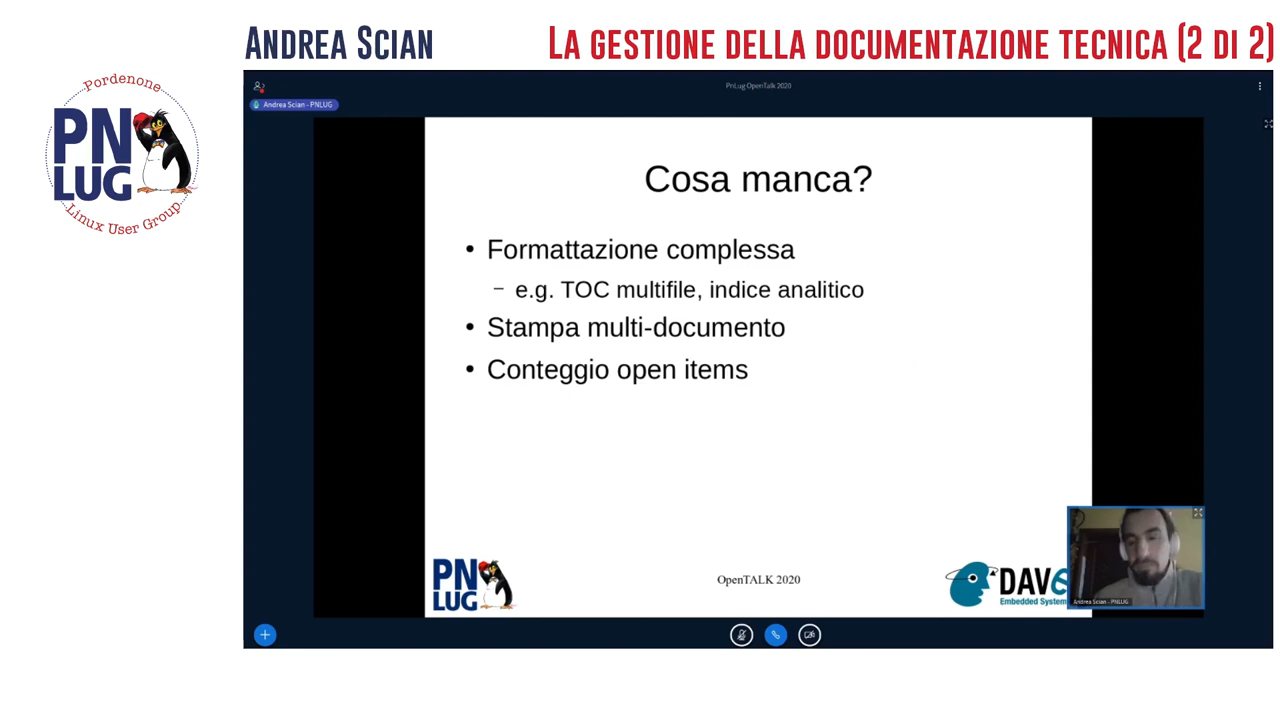 ANDREA SCIAN
LA GESTIONE DELLA DOCUMENTAZIONE TECNICA (2 DI 2)
Pordenone
PN
LUG
Linux User Group
PnLug OpenTalk 2020
Andrea Scian - PNLUG
Cosa manca?
• Formattazione complessa
– e.g. TOC multifile, indice analitico
• Stampa multi-documento
• Conteggio open items
PN
LUG
OpenTALK 2020
DAVE
Embedded System
Andrea Scian - PNLUG